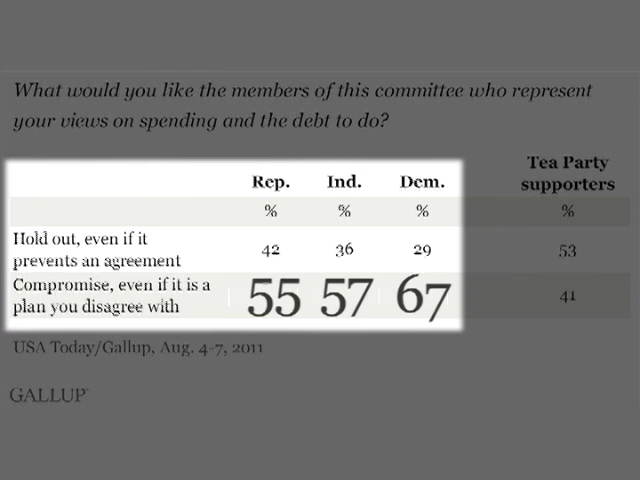 What would you like the members of this committee who represent
your views on spending and the debt to do?
Tea Party
Rep. Ind. Dem. supporters
% % % %
Hold out, even if it
prevents an agreement 42 36 29 53
Compromise, even if it is a
plan you disagree with 55 57 67 41
USA Today/Gallup, Aug. 4-7, 2011
GALLUP